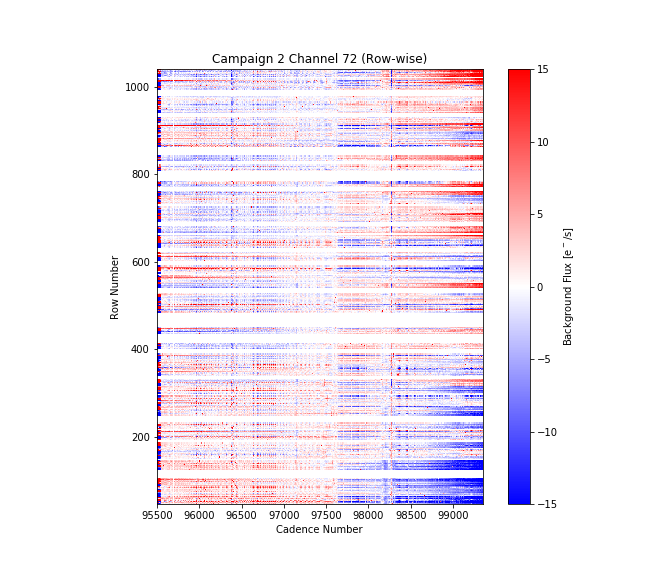 Campaign 2 Channel 72 (Row-wise)
1000
800
600
400
200
Row Number
95500 96000 96500 97000 97500 98000 98500 99000
Cadence Number
15
10
5
0
−5
−10
−15
Background Flux [e⁻/s]